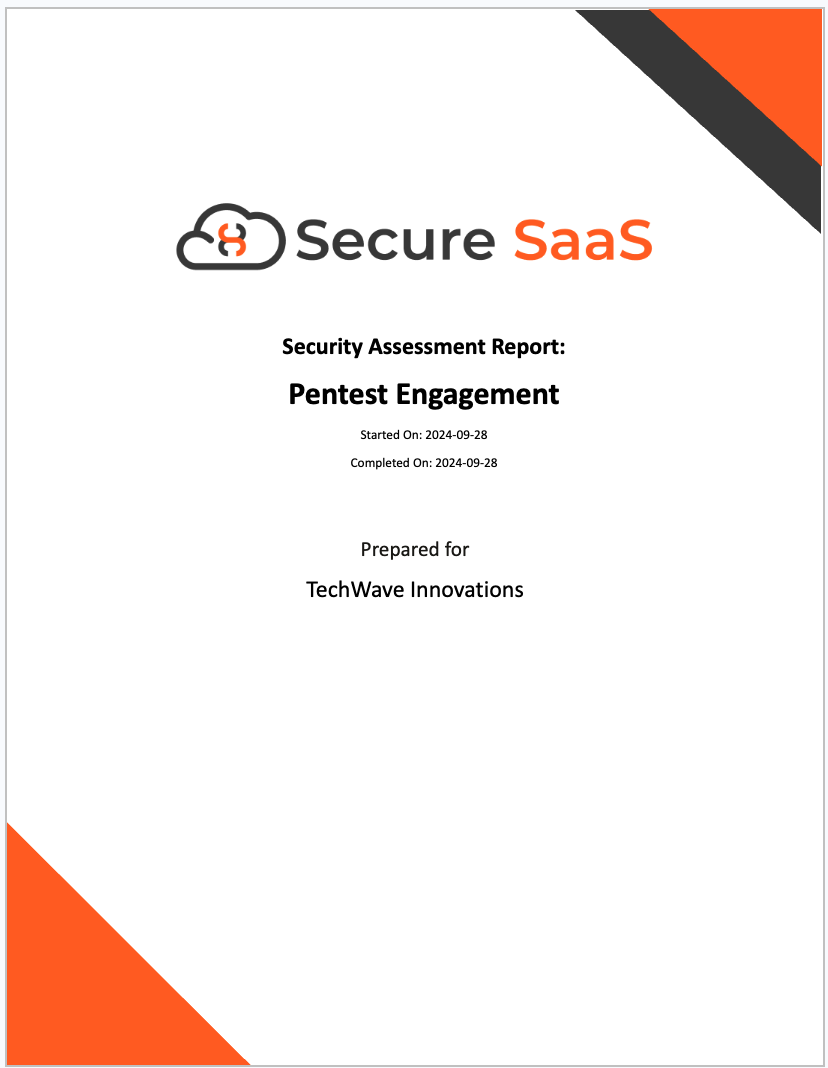 Secure SaaS
Security Assessment Report:
Pentest Engagement
Started On: 2024-09-28
Completed On: 2024-09-28
Prepared for
TechWave Innovations